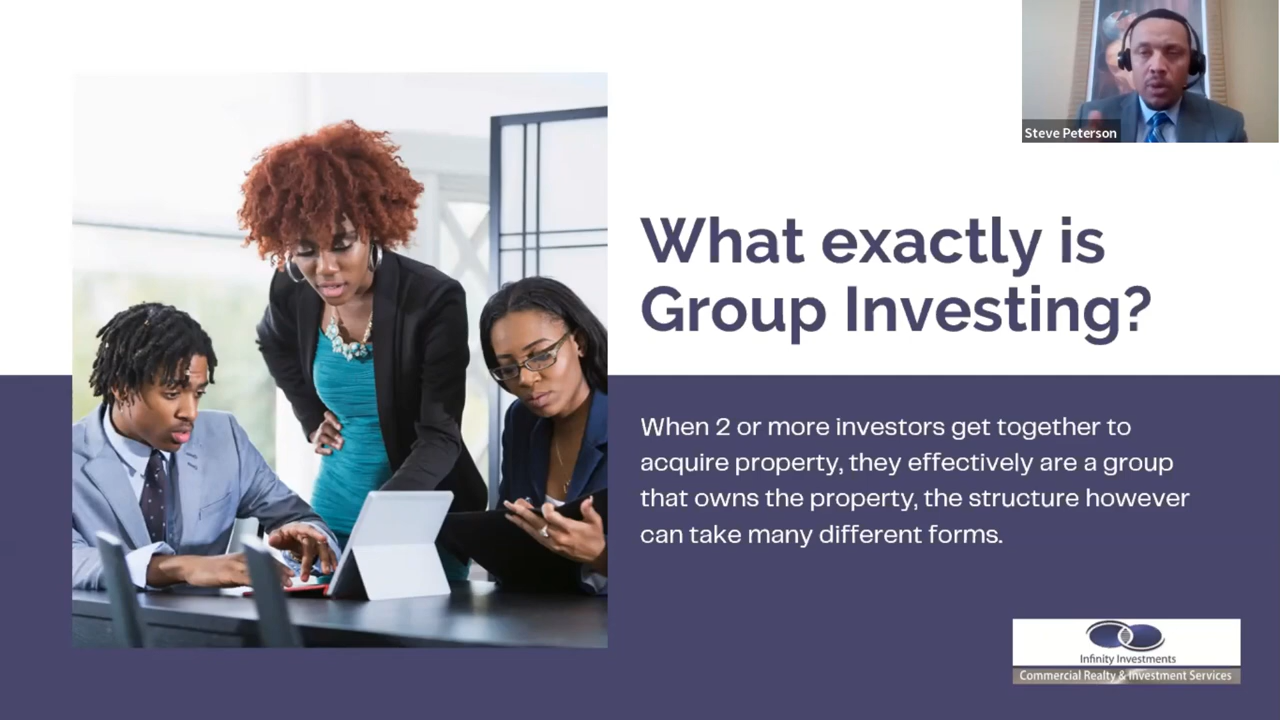 Steve Peterson
What exactly is
Group Investing?
When 2 or more investors get together to
acquire property, they effectively are a group
that owns the property, the structure however
can take many different forms.
Infinity Investments
Commercial Realty & Investment Services